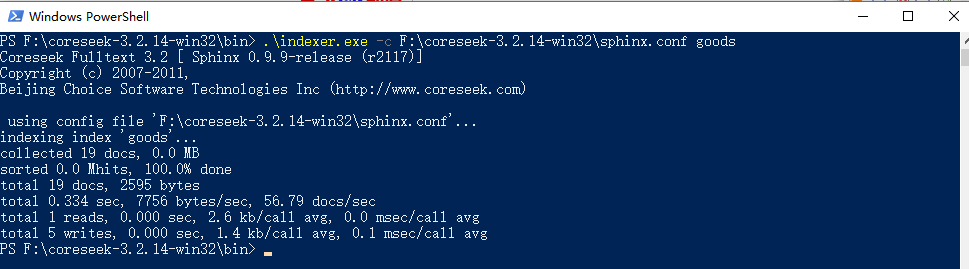 Windows PowerShell
PS F:\coreseek-3.2.14-win32\bin> .\indexer.exe -c F:\coreseek-3.2.14-win32\sphinx.conf goods
Coreseek Fulltext 3.2 [ Sphinx 0.9.9-release (r2117)]
Copyright (c) 2007-2011,
Beijing Choice Software Technologies Inc (http://www.coreseek.com)
using config file 'F:\coreseek-3.2.14-win32\sphinx.conf'...
indexing index 'goods'...
collected 19 docs, 0.0 MB
sorted 0.0 Mhits, 100.0% done
total 19 docs, 2595 bytes
total 0.334 sec, 7756 bytes/sec, 56.79 docs/sec
total 1 reads, 0.000 sec, 2.6 kb/call avg, 0.0 msec/call avg
total 5 writes, 0.000 sec, 1.4 kb/call avg, 0.1 msec/call avg
PS F:\coreseek-3.2.14-win32\bin>